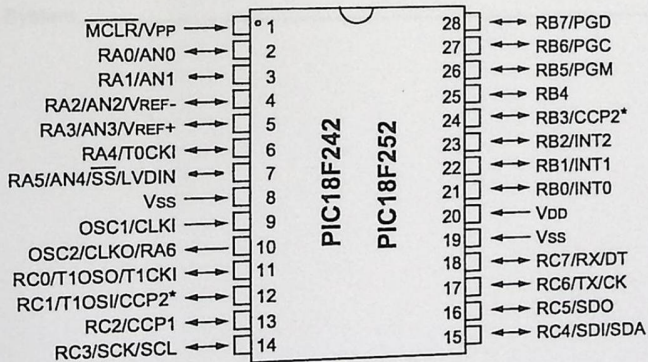 MCLR/VPP
RA0/AN0
RA1/AN1
RA2/AN2/VREF-
RA3/AN3/VREF+
RA4/T0CKI
RA5/AN4/SS/LVDIN
VSS
OSC1/CLKI
OSC2/CLKO/RA6
RC0/T1OSO/T1CKI
RC1/T1OSI/CCP2*
RC2/CCP1
RC3/SCK/SCL
1
2
3
4
5
6
7
8
9
10
11
12
13
14
PIC18F242
PIC18F252
28
27
26
25
24
23
22
21
20
19
18
17
16
15
RB7/PGD
RB6/PGC
RB5/PGM
RB4
RB3/CCP2*
RB2/INT2
RB1/INT1
RB0/INT0
VDD
VSS
RC7/RX/DT
RC6/TX/CK
RC5/SDO
RC4/SDI/SDA